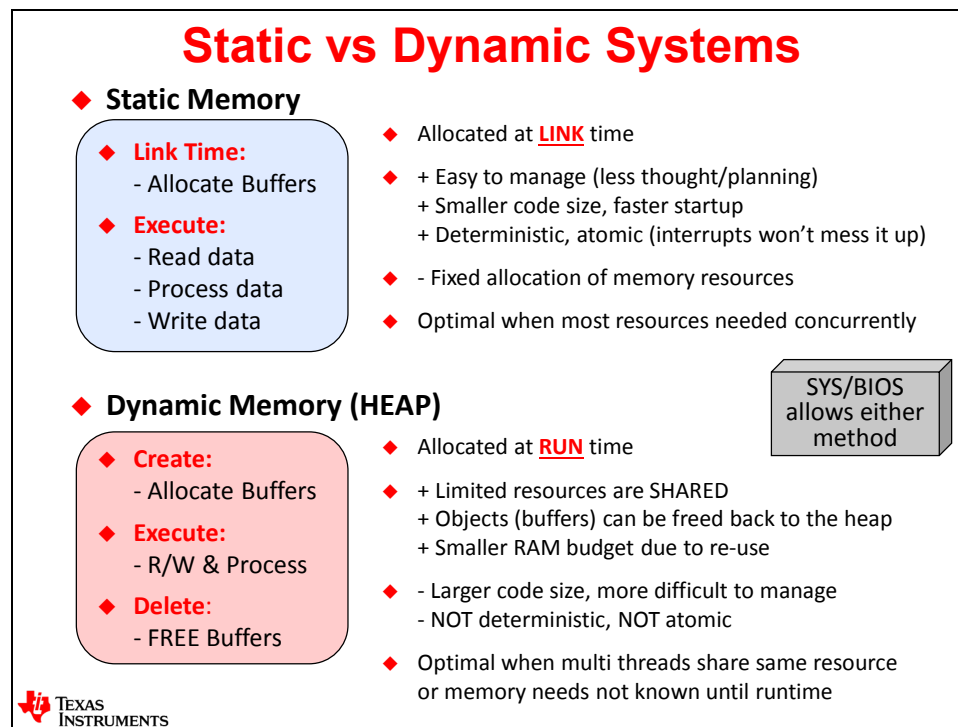 Static vs Dynamic Systems
Static Memory
Link Time:
- Allocate Buffers
Execute:
- Read data
- Process data
- Write data
Allocated at LINK time
+ Easy to manage (less thought/planning)
+ Smaller code size, faster startup
+ Deterministic, atomic (interrupts won't mess it up)
- Fixed allocation of memory resources
Optimal when most resources needed concurrently
SYS/BIOS
allows either
method
Dynamic Memory (HEAP)
Create:
- Allocate Buffers
Execute:
- R/W & Process
Delete:
- FREE Buffers
Allocated at RUN time
+ Limited resources are SHARED
+ Objects (buffers) can be freed back to the heap
+ Smaller RAM budget due to re-use
- Larger code size, more difficult to manage
- NOT deterministic, NOT atomic
Optimal when multi threads share same resource
or memory needs not known until runtime
TEXAS
INSTRUMENTS